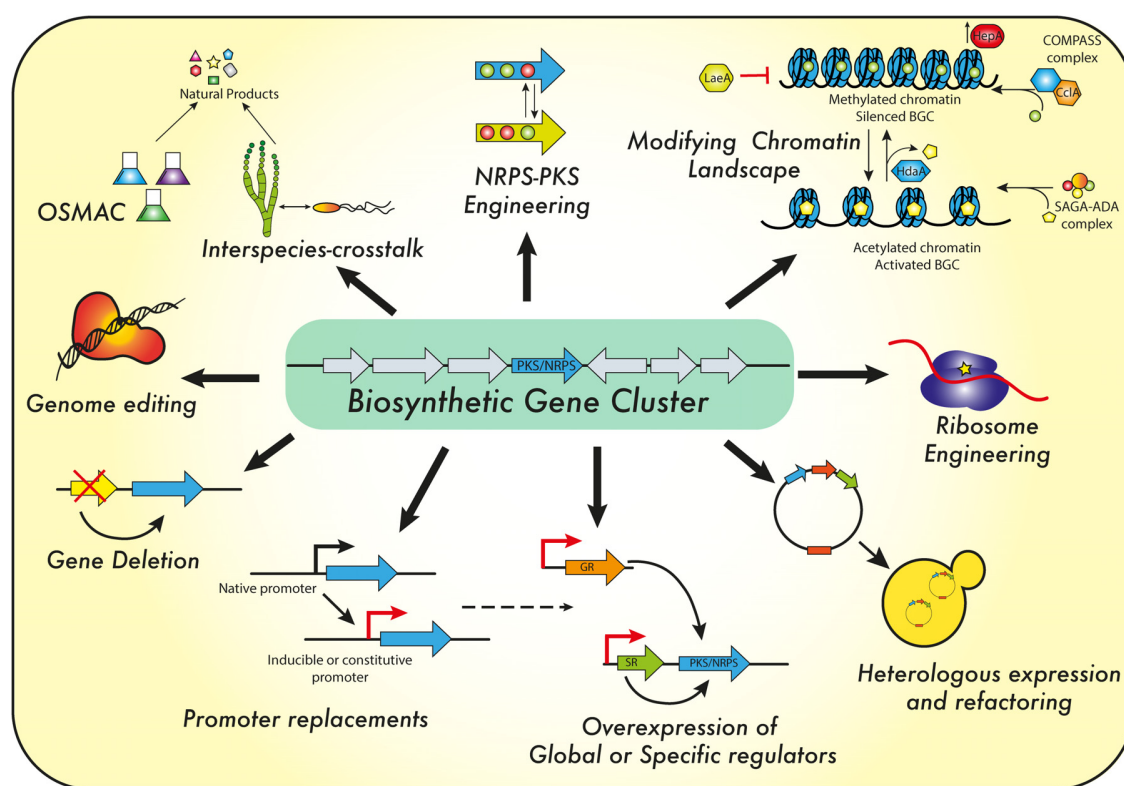 Natural Products
OSMAC
Interspecies-crosstalk
NRPS-PKS
Engineering
HepA
COMPASS
complex
LaeA
CclA
Methylated chromatin
Silenced BGC
Modifying Chromatin
Landscape
HdaA
SAGA-ADA
complex
Acetylated chromatin
Activated BGC
Genome editing
PKS/NRPS
Biosynthetic Gene Cluster
Ribosome
Engineering
Gene Deletion
Native promoter
Inducible or constitutive
promoter
Promoter replacements
GR
SR
PKS/NRPS
Overexpression of
Global or Specific regulators
Heterologous expression
and refactoring